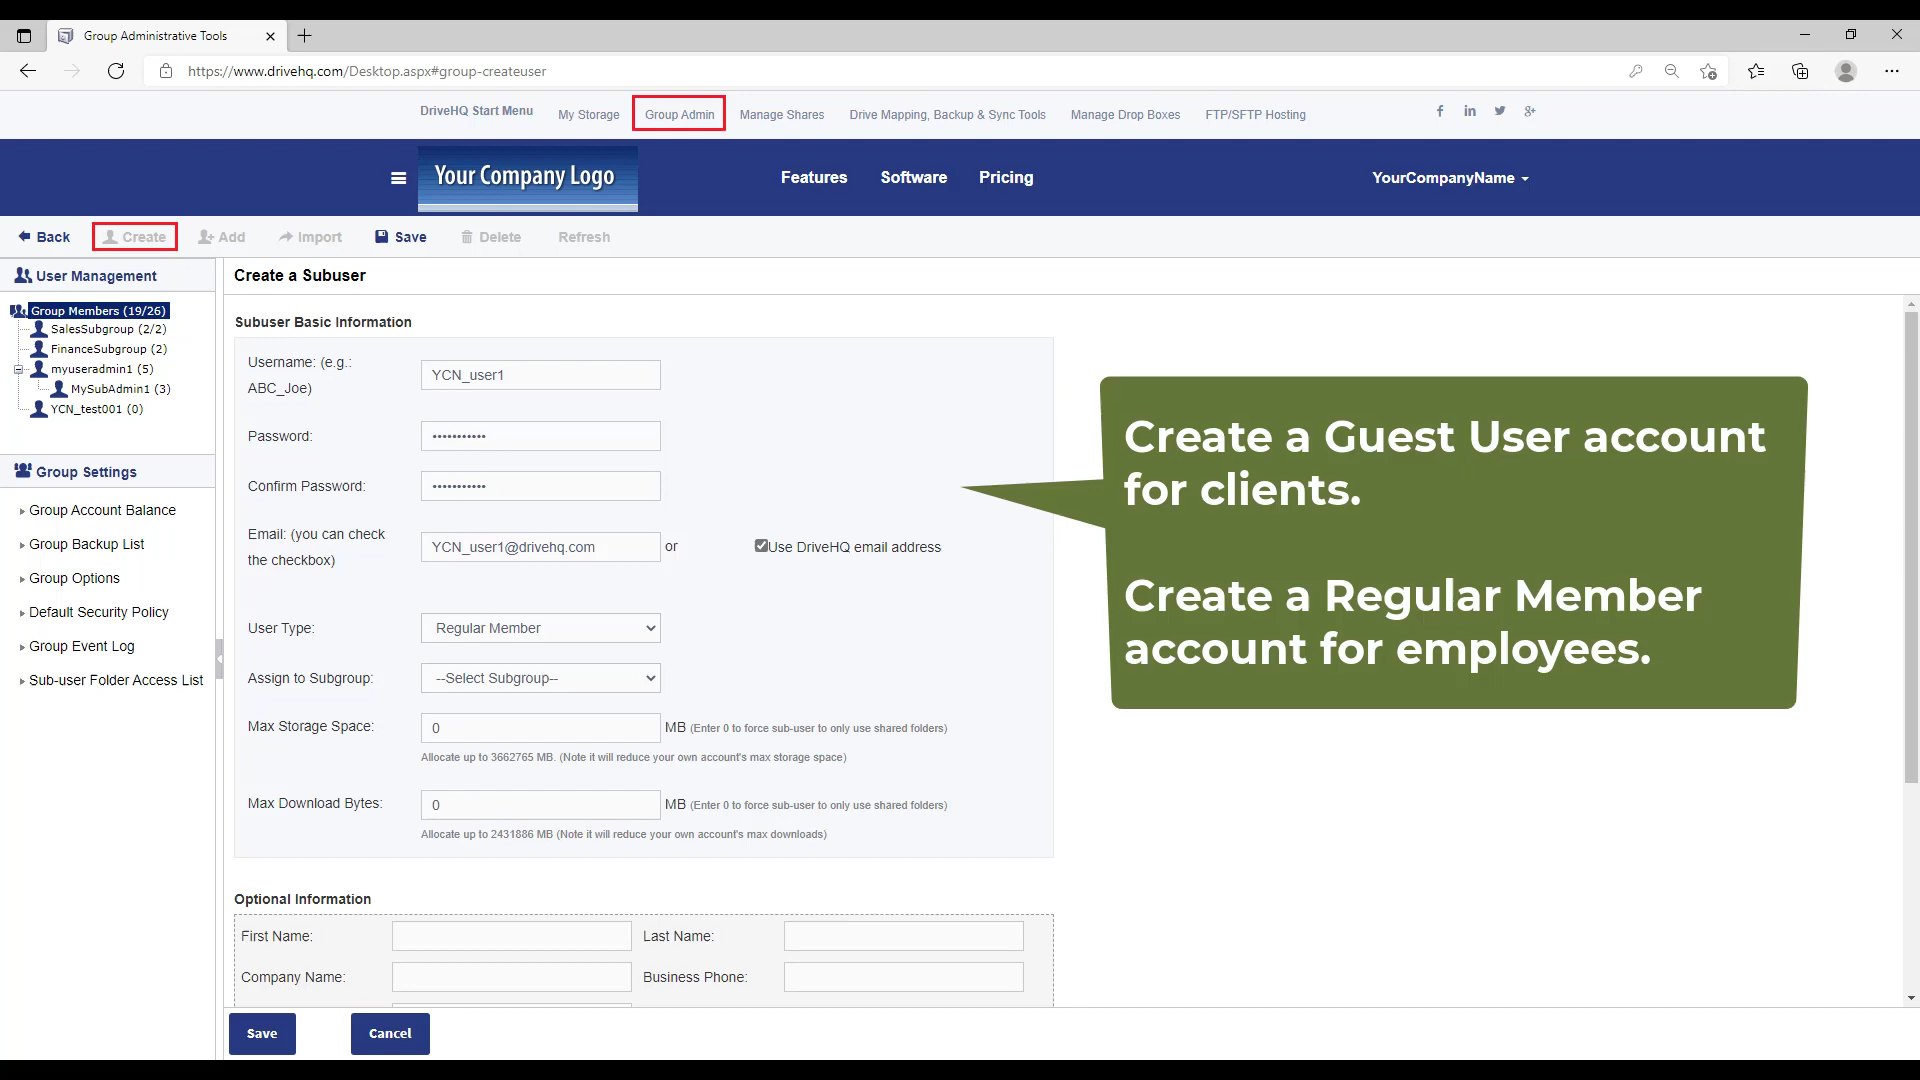 Group Administrative Tools
https://www.drivehq.com/Desktop.aspx#group-createuser
DriveHQ Start Menu
My Storage
Group Admin
Manage Shares
Drive Mapping, Backup & Sync Tools
Manage Drop Boxes
FTP/SFTP Hosting
Your Company Logo
Features
Software
Pricing
YourCompanyName
Back
Create
Add
Import
Save
Delete
Refresh
User Management
Group Members (19/26)
SalesSubgroup (2/2)
FinanceSubgroup (2)
myuseradmin1 (5)
MySubAdmin1 (3)
YCN_test001 (0)
Group Settings
Group Account Balance
Group Backup List
Group Options
Default Security Policy
Group Event Log
Sub-user Folder Access List
Create a Subuser
Subuser Basic Information
Username: (e.g.:
ABC_Joe)
YCN_user1
Password:
•••••••••••
Confirm Password:
•••••••••••
Email: (you can check
the checkbox)
YCN_user1@drivehq.com
or
Use DriveHQ email address
User Type:
Regular Member
Assign to Subgroup:
--Select Subgroup--
Max Storage Space:
0
MB (Enter 0 to force sub-user to only use shared folders)
Allocate up to 3662765 MB. (Note it will reduce your own account's max storage space)
Max Download Bytes:
0
MB (Enter 0 to force sub-user to only use shared folders)
Allocate up to 2431886 MB (Note it will reduce your own account's max downloads)
Optional Information
First Name:
Last Name:
Company Name:
Business Phone:
Save
Cancel
Create a Guest User account
for clients.
Create a Regular Member
account for employees.